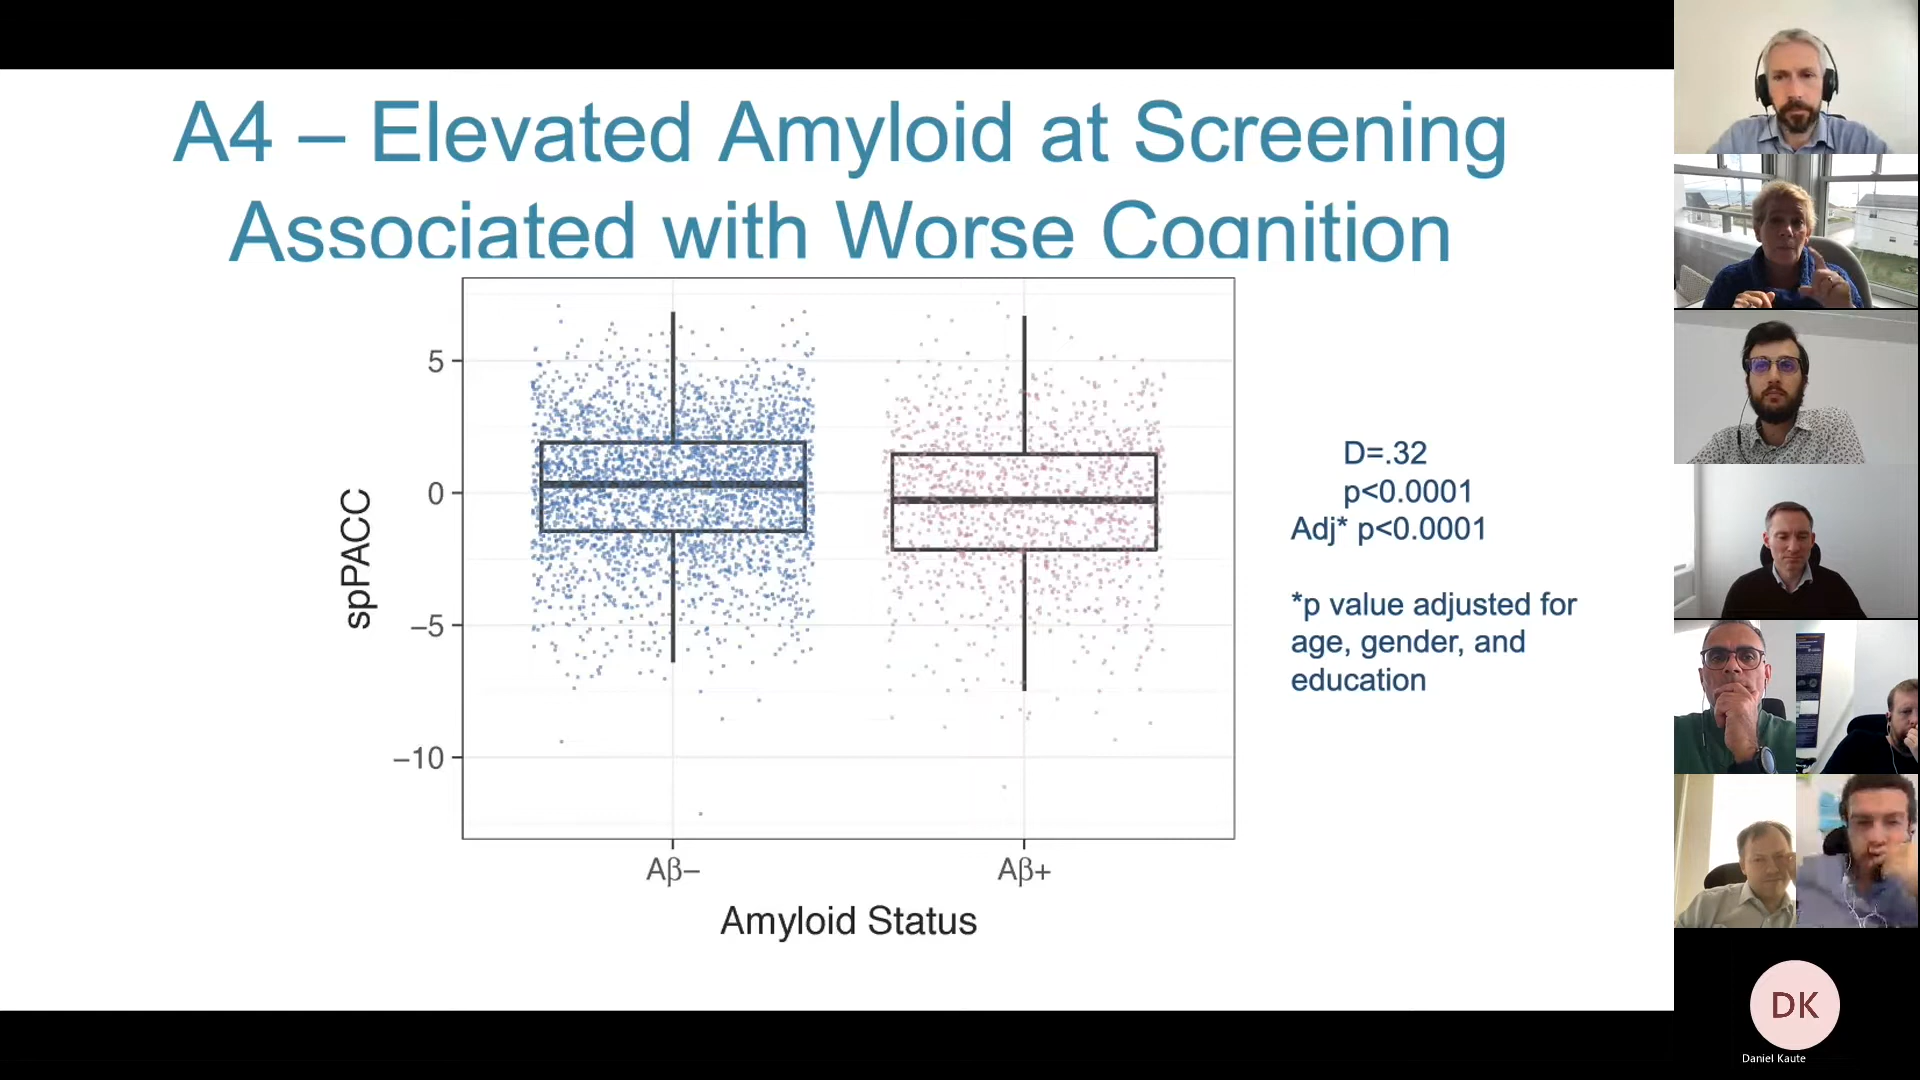 A4 – Elevated Amyloid at Screening
Associated with Worse Cognition
5
0
−5
−10
spPACC
Aβ−
Aβ+
Amyloid Status
D=.32
p<0.0001
Adj* p<0.0001
*p value adjusted for
age, gender, and
education
DK
Daniel Kaute